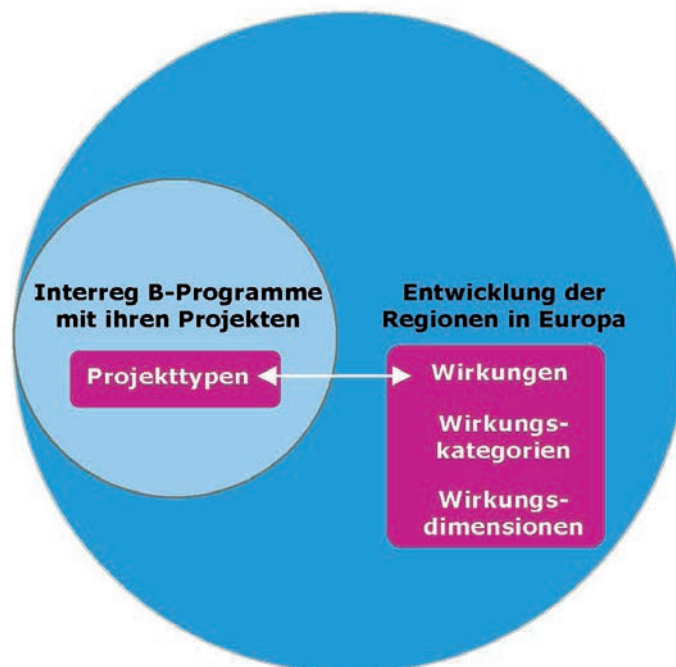 Interreg B-Programme
mit ihren Projekten
Projekttypen
Entwicklung der
Regionen in Europa
Wirkungen
Wirkungs-
kategorien
Wirkungs-
dimensionen